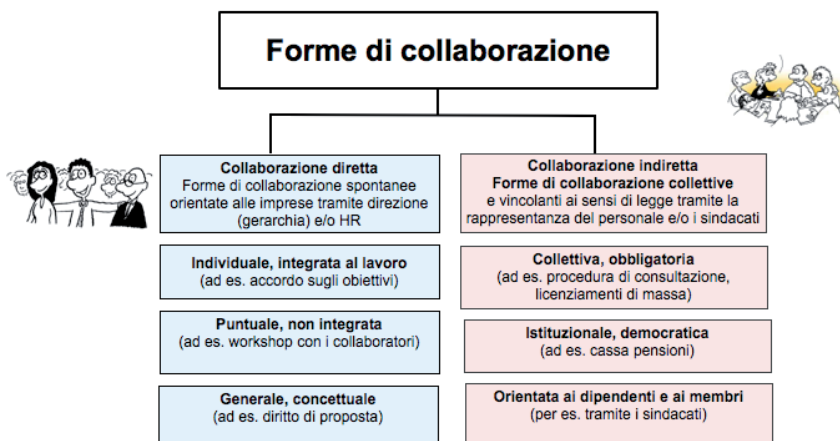 Forme di collaborazione
Collaborazione diretta
Forme di collaborazione spontanee
orientate alle imprese tramite direzione
(gerarchia) e/o HR
Individuale, integrata al lavoro
(ad es. accordo sugli obiettivi)
Puntuale, non integrata
(ad es. workshop con i collaboratori)
Generale, concettuale
(ad es. diritto di proposta)
Collaborazione indiretta
Forme di collaborazione collettive
e vincolanti ai sensi di legge tramite la
rappresentanza del personale e/o i sindacati
Collettiva, obbligatoria
(ad es. procedura di consultazione,
licenziamenti di massa)
Istituzionale, democratica
(ad es. cassa pensioni)
Orientata ai dipendenti e ai membri
(per es. tramite i sindacati)